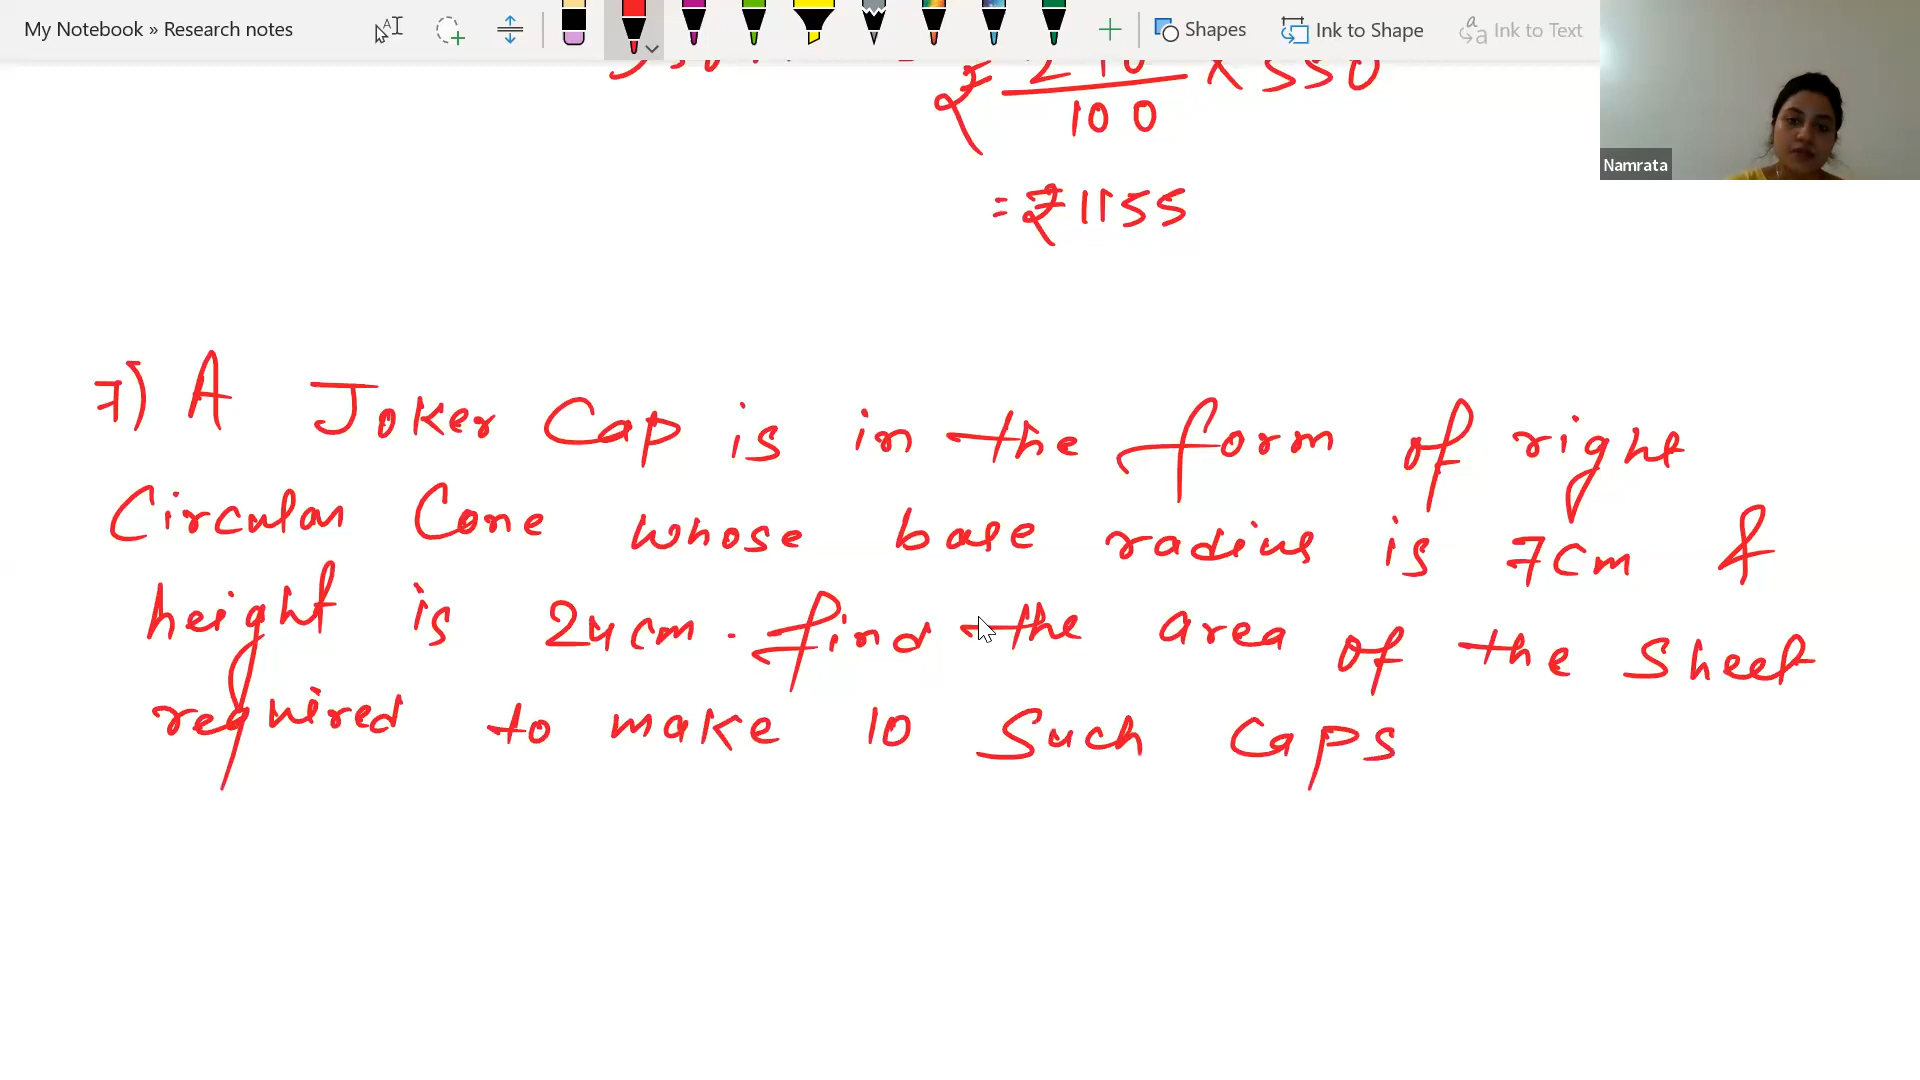 My Notebook » Research notes
Shapes
Ink to Shape
Ink to Text
Namrata
₹ 210/100 × 550
= ₹1155
7) A Joker Cap is in the form of right
Circular Cone whose base radius is 7cm &
height is 24cm. find the area of the sheet
required to make 10 Such Caps